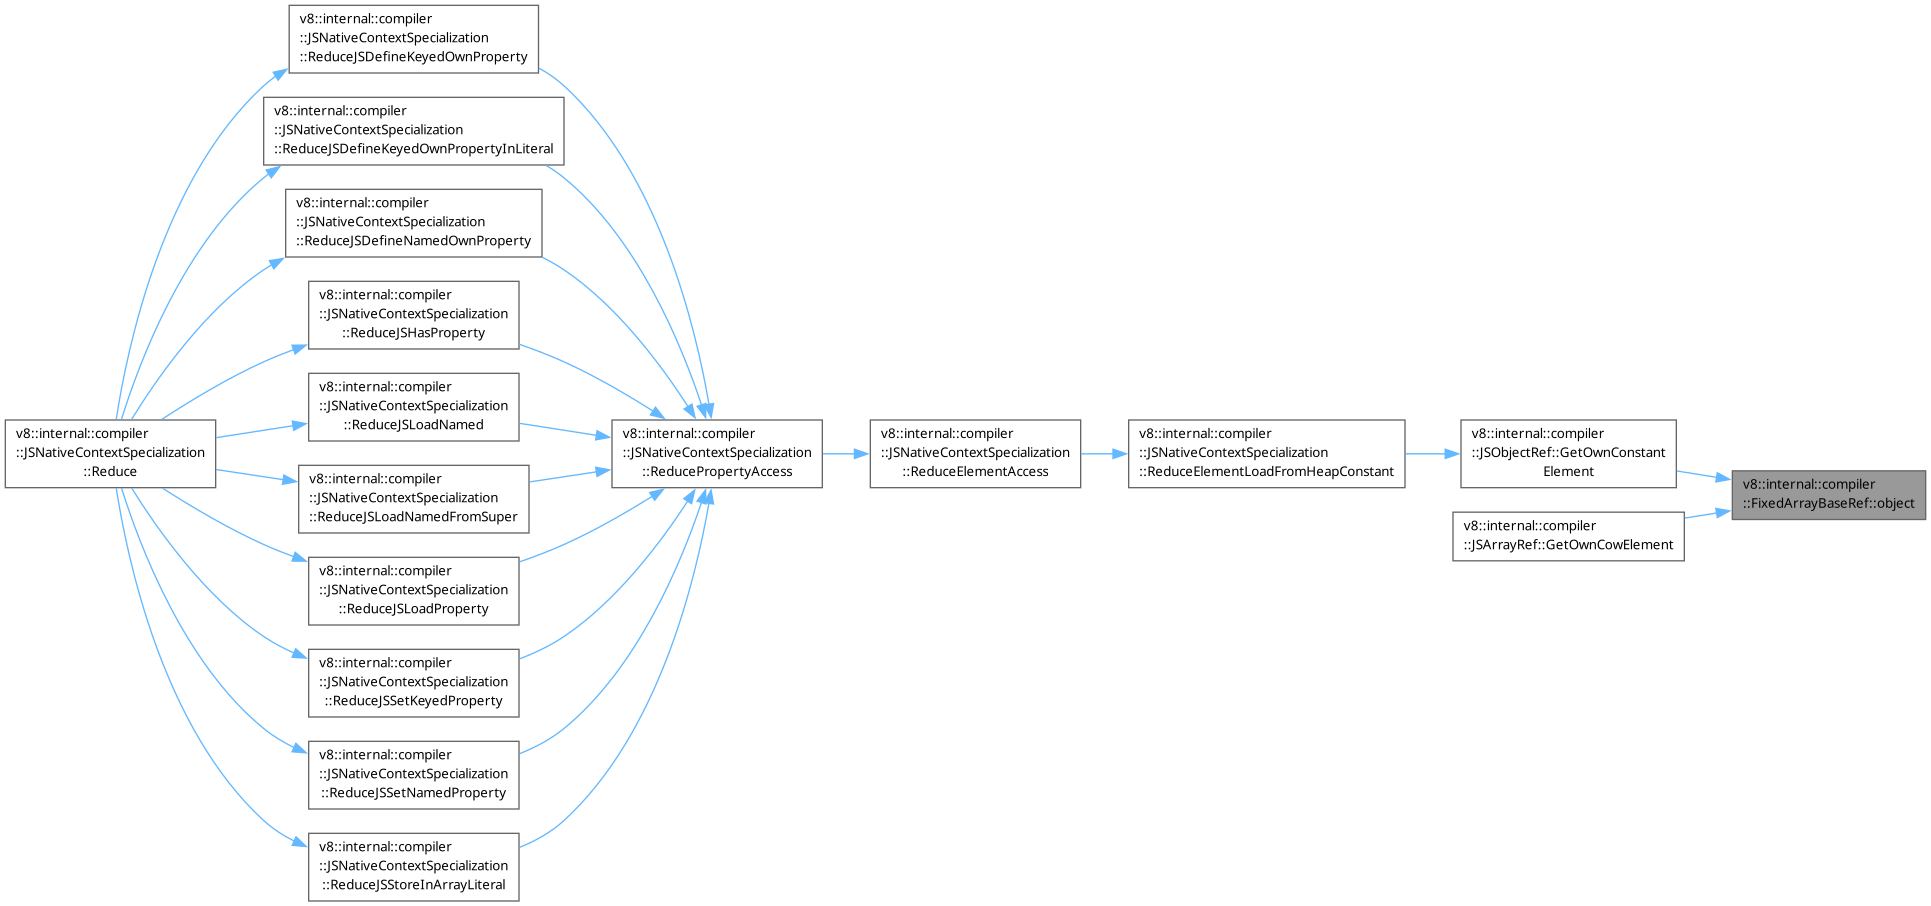 v8::internal::compiler
::JSNativeContextSpecialization
::ReduceJSDefineKeyedOwnProperty
v8::internal::compiler
::JSNativeContextSpecialization
::ReduceJSDefineKeyedOwnPropertyInLiteral
v8::internal::compiler
::JSNativeContextSpecialization
::ReduceJSDefineNamedOwnProperty
v8::internal::compiler
::JSNativeContextSpecialization
::ReduceJSHasProperty
v8::internal::compiler
::JSNativeContextSpecialization
::ReduceJSLoadNamed
v8::internal::compiler
::JSNativeContextSpecialization
::Reduce
v8::internal::compiler
::JSNativeContextSpecialization
::ReduceJSLoadNamedFromSuper
v8::internal::compiler
::JSNativeContextSpecialization
::ReducePropertyAccess
v8::internal::compiler
::JSNativeContextSpecialization
::ReduceElementAccess
v8::internal::compiler
::JSNativeContextSpecialization
::ReduceElementLoadFromHeapConstant
v8::internal::compiler
::JSObjectRef::GetOwnConstant
Element
v8::internal::compiler
::FixedArrayBaseRef::object
v8::internal::compiler
::JSArrayRef::GetOwnCowElement
v8::internal::compiler
::JSNativeContextSpecialization
::ReduceJSLoadProperty
v8::internal::compiler
::JSNativeContextSpecialization
::ReduceJSSetKeyedProperty
v8::internal::compiler
::JSNativeContextSpecialization
::ReduceJSSetNamedProperty
v8::internal::compiler
::JSNativeContextSpecialization
::ReduceJSStoreInArrayLiteral